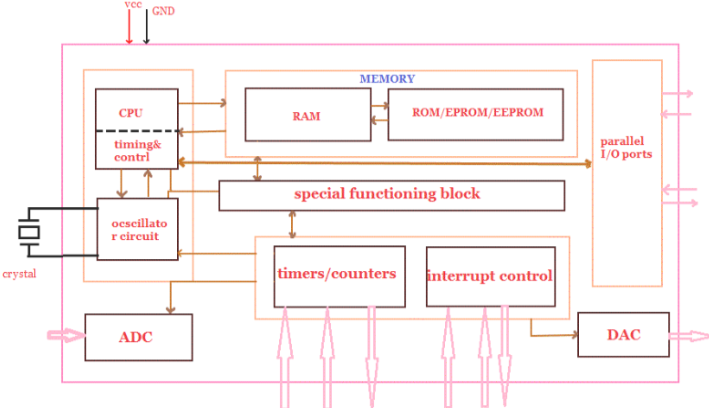 vcc
GND
MEMORY
CPU
RAM
ROM/EPROM/EEPROM
timing&
contrl
parallel
I/O ports
special functioning block
ocscillato
r circuit
crystal
timers/counters
interrupt control
ADC
DAC